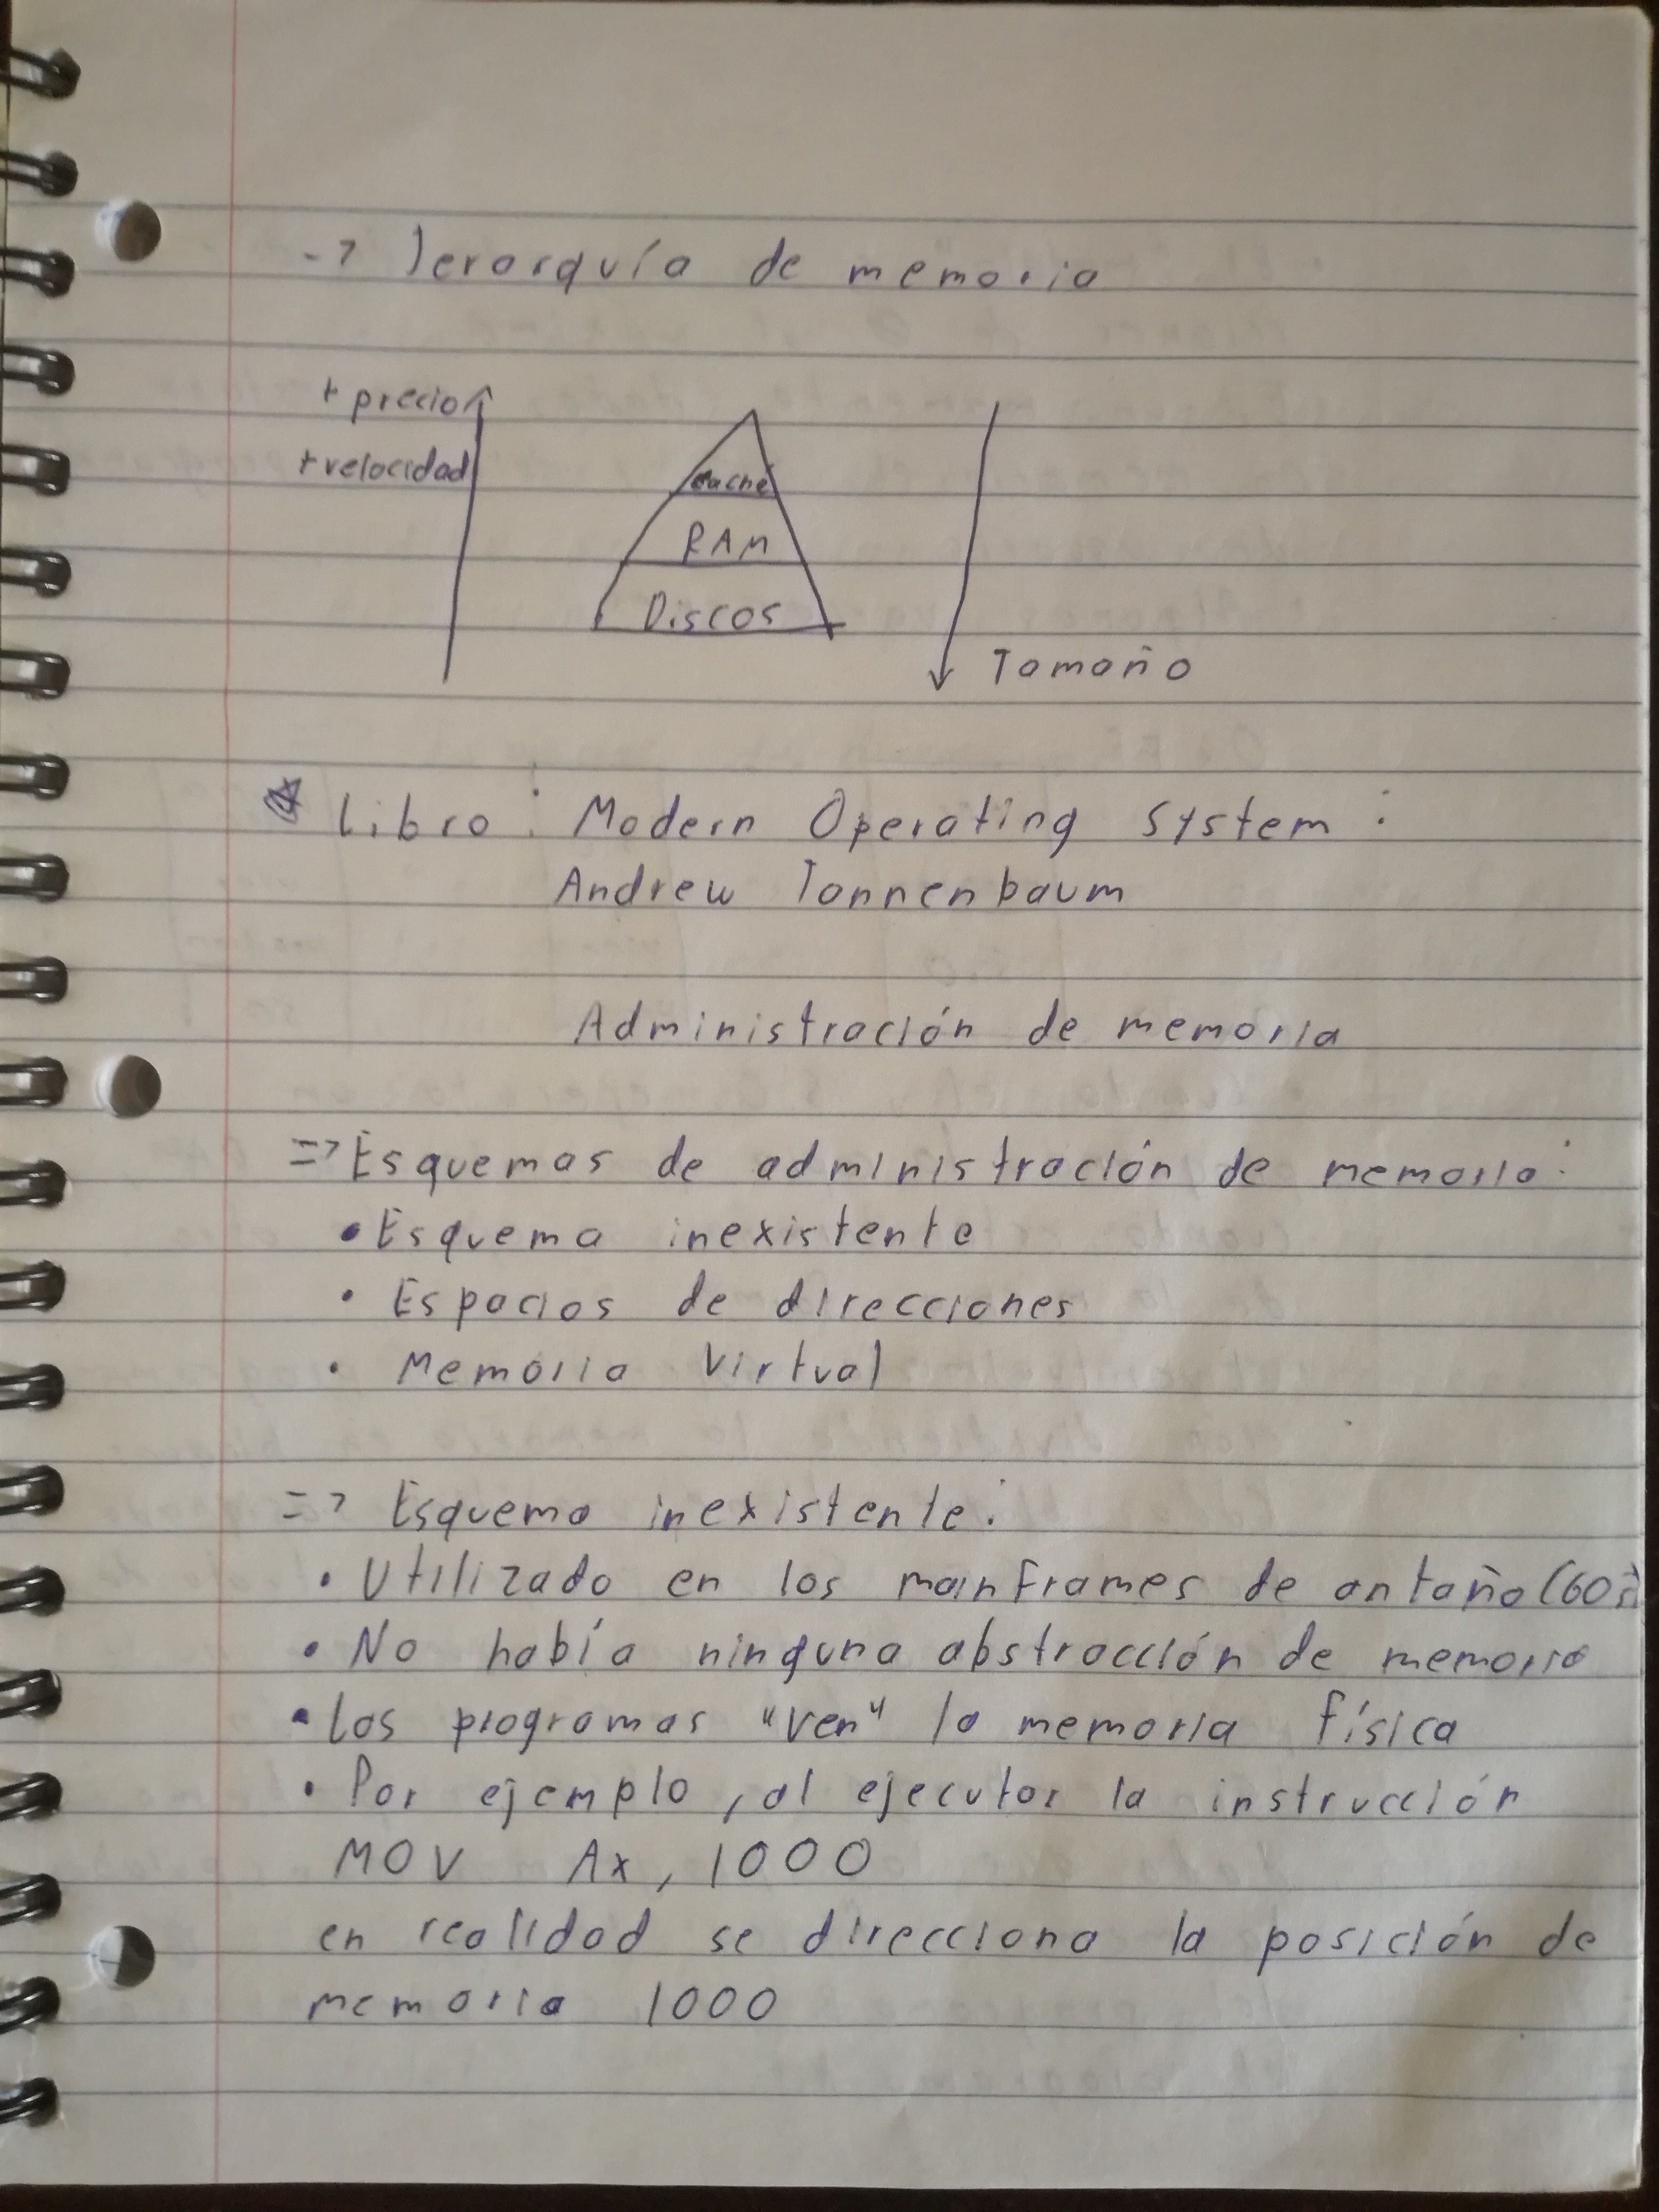 -> Jerarquía de memoria
+ precio
+ velocidad
caché
RAM
Discos
Tamaño
Libro: Modern Operating System:
Andrew Tannenbaum
Administración de memoria
=> Esquemas de administración de memoria:
• Esquema inexistente
• Espacios de direcciones
• Memoria Virtual
=> Esquema inexistente:
• Utilizado en los mainframes de antaño (60s)
• No había ninguna abstracción de memoria
• Los programas "ven" la memoria física
• Por ejemplo, al ejecutar la instrucción
MOV Ax, 1000
en realidad se direcciona la posición de
memoria 1000